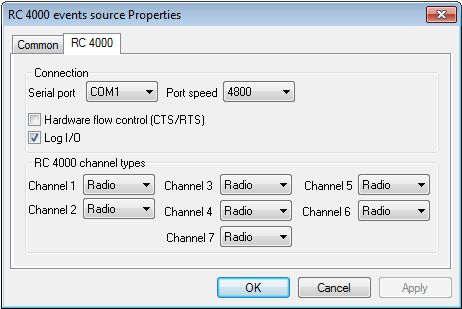 RC 4000 events source Properties
Common RC 4000
Connection
Serial port COM1 Port speed 4800
Hardware flow control (CTS/RTS)
Log I/O
RC 4000 channel types
Channel 1 Radio Channel 3 Radio Channel 5 Radio
Channel 2 Radio Channel 4 Radio Channel 6 Radio
Channel 7 Radio
OK Cancel Apply